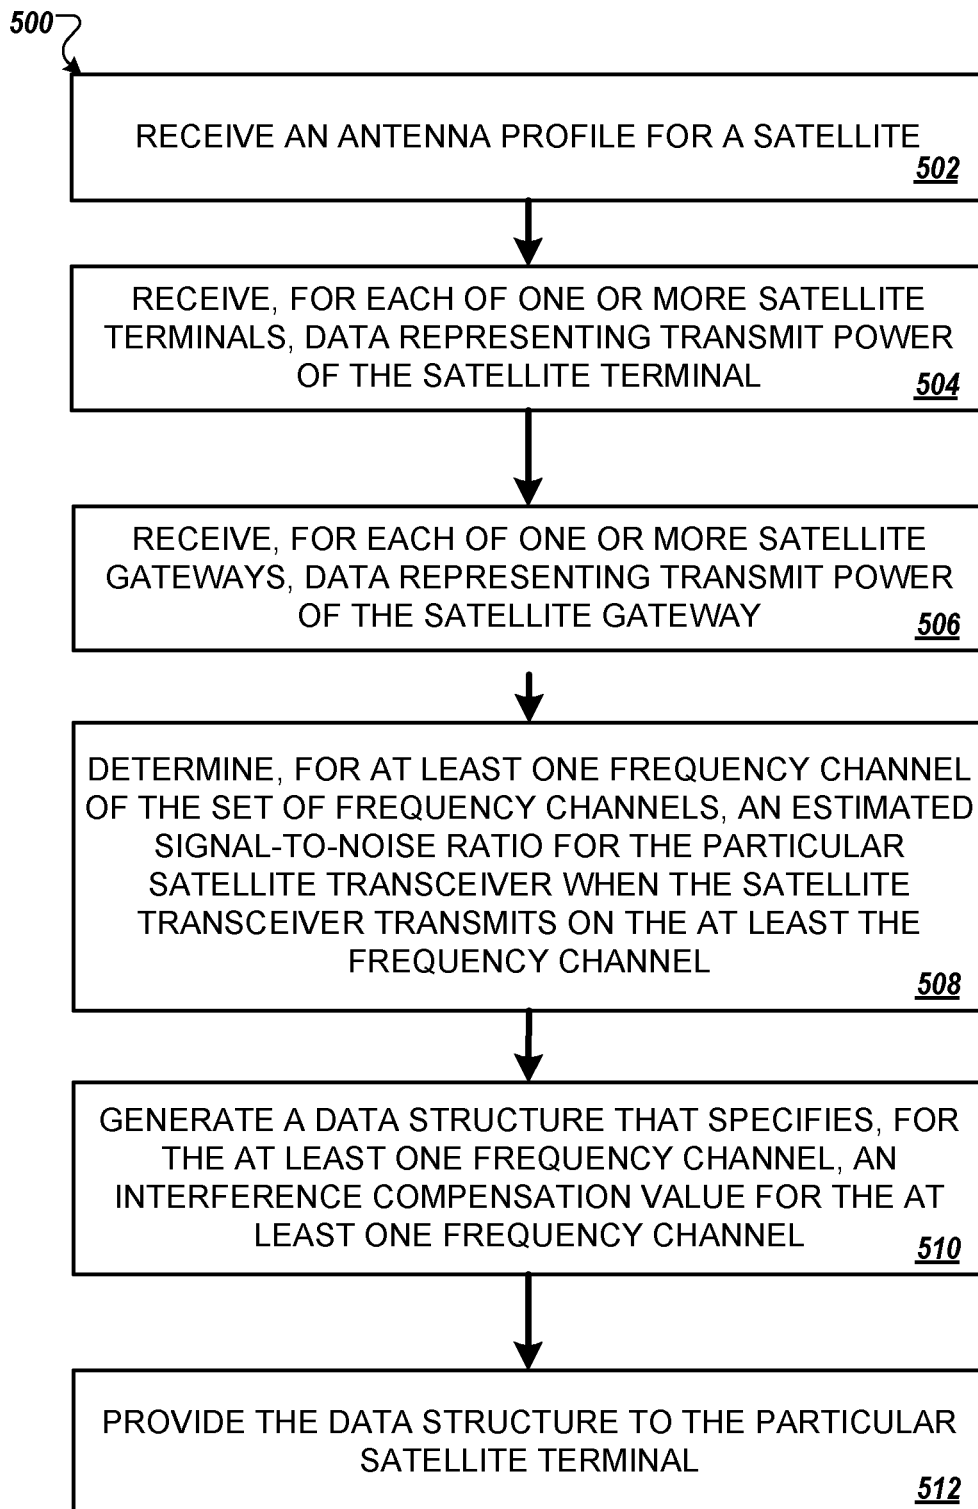 500
RECEIVE AN ANTENNA PROFILE FOR A SATELLITE
502
RECEIVE, FOR EACH OF ONE OR MORE SATELLITE
TERMINALS, DATA REPRESENTING TRANSMIT POWER
OF THE SATELLITE TERMINAL
504
RECEIVE, FOR EACH OF ONE OR MORE SATELLITE
GATEWAYS, DATA REPRESENTING TRANSMIT POWER
OF THE SATELLITE GATEWAY
506
DETERMINE, FOR AT LEAST ONE FREQUENCY CHANNEL
OF THE SET OF FREQUENCY CHANNELS, AN ESTIMATED
SIGNAL-TO-NOISE RATIO FOR THE PARTICULAR
SATELLITE TRANSCEIVER WHEN THE SATELLITE
TRANSCEIVER TRANSMITS ON THE AT LEAST THE
FREQUENCY CHANNEL
508
GENERATE A DATA STRUCTURE THAT SPECIFIES, FOR
THE AT LEAST ONE FREQUENCY CHANNEL, AN
INTERFERENCE COMPENSATION VALUE FOR THE AT
LEAST ONE FREQUENCY CHANNEL
510
PROVIDE THE DATA STRUCTURE TO THE PARTICULAR
SATELLITE TERMINAL
512